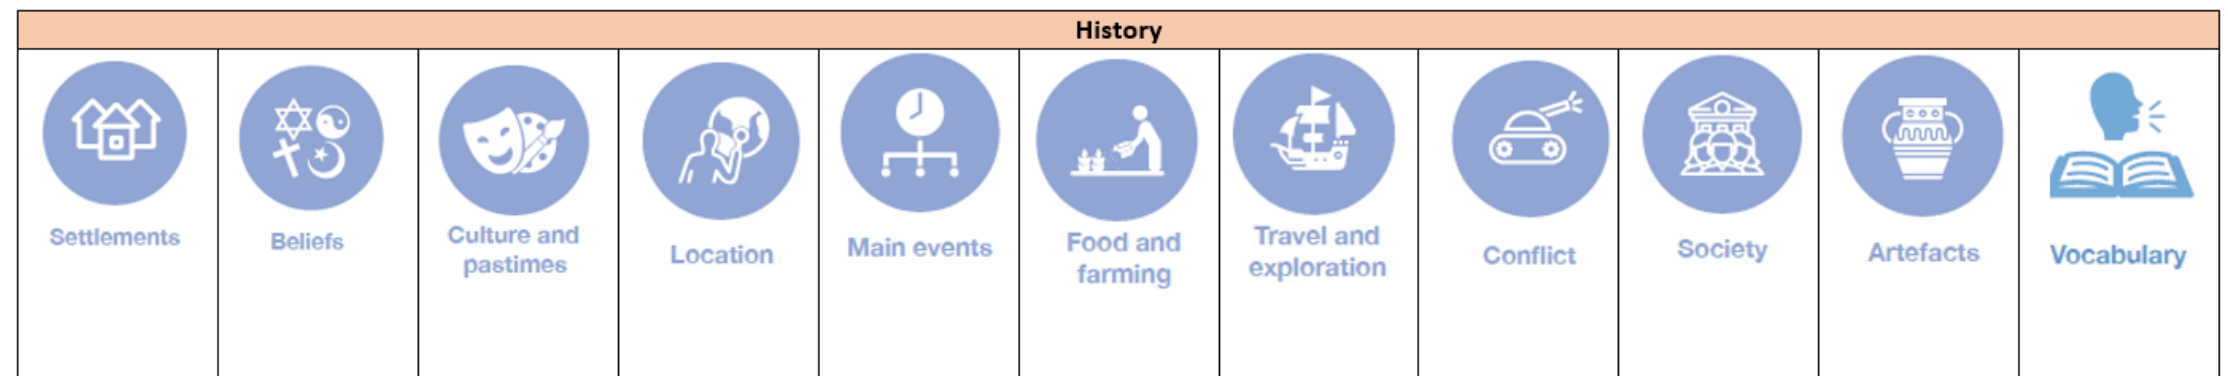 History
Settlements
Beliefs
Culture and
pastimes
Location
Main events
Food and
farming
Travel and
exploration
Conflict
Society
Artefacts
Vocabulary